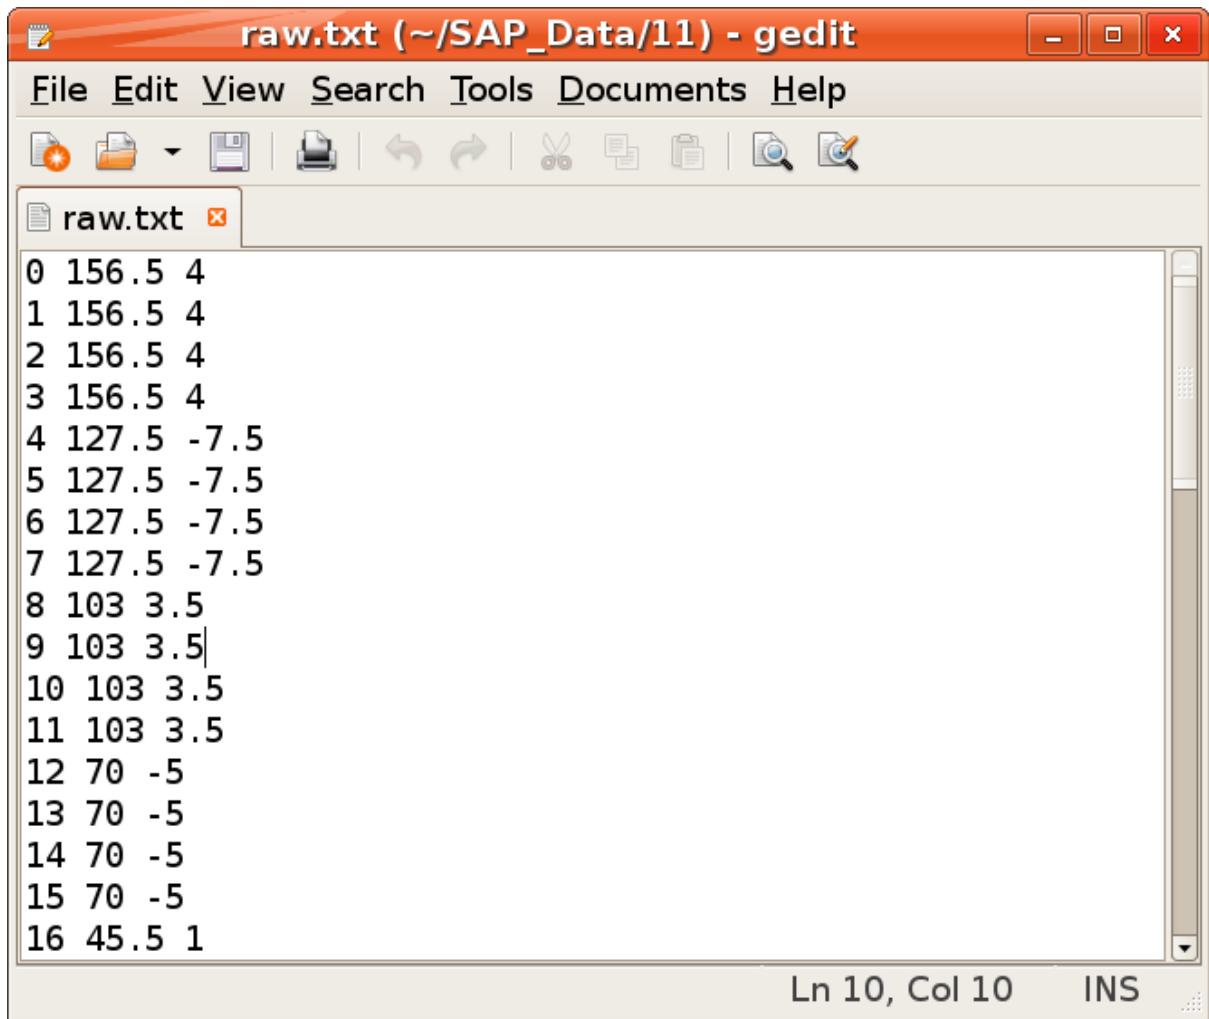 raw.txt (~/SAP_Data/11) - gedit
File Edit View Search Tools Documents Help
raw.txt
0 156.5 4
1 156.5 4
2 156.5 4
3 156.5 4
4 127.5 -7.5
5 127.5 -7.5
6 127.5 -7.5
7 127.5 -7.5
8 103 3.5
9 103 3.5
10 103 3.5
11 103 3.5
12 70 -5
13 70 -5
14 70 -5
15 70 -5
16 45.5 1
Ln 10, Col 10 INS